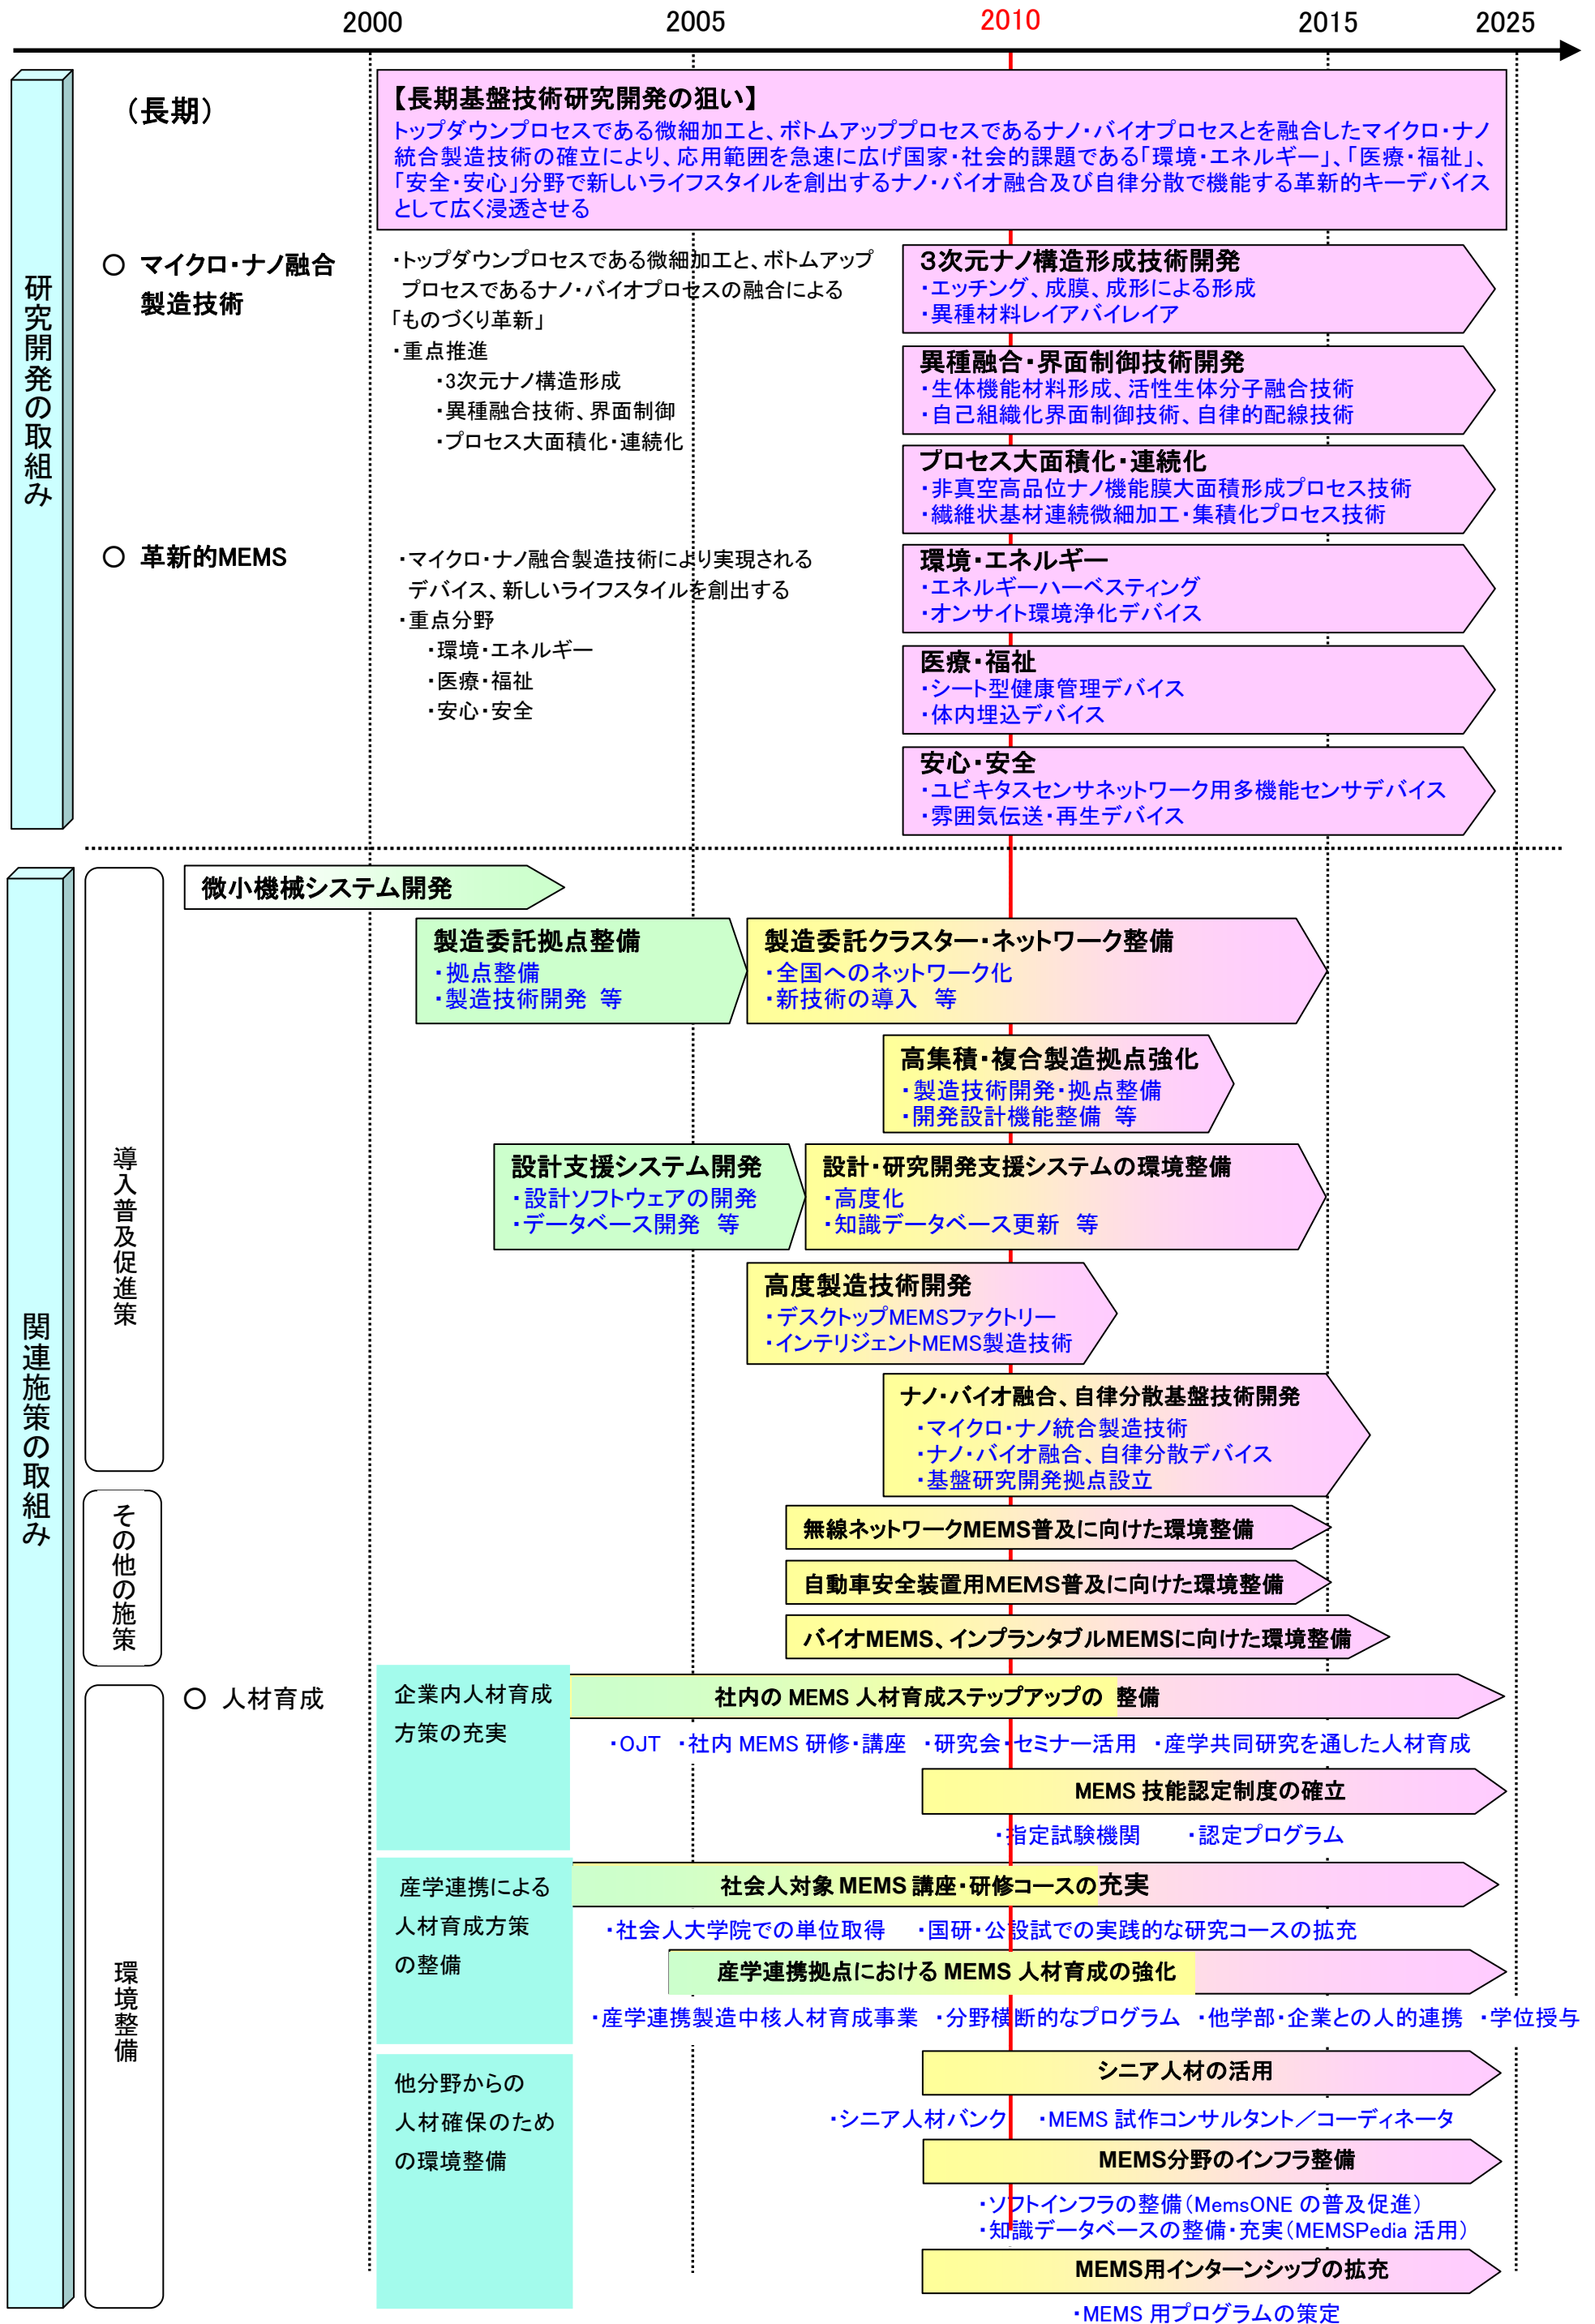 2000 2005 2010 2015 2025
研究開発の取組み
（長期）
【長期基盤技術研究開発の狙い】
トップダウンプロセスである微細加工と、ボトムアッププロセスであるナノ・バイオプロセスとを融合したマイクロ・ナノ
統合製造技術の確立により、応用範囲を急速に広げ国家・社会的課題である「環境・エネルギー」、「医療・福祉」、
「安全・安心」分野で新しいライフスタイルを創出するナノ・バイオ融合及び自律分散で機能する革新的キーデバイス
として広く浸透させる
○ マイクロ・ナノ融合
製造技術
・トップダウンプロセスである微細加工と、ボトムアップ
プロセスであるナノ・バイオプロセスの融合による
「ものづくり革新」
・重点推進
・3次元ナノ構造形成
・異種融合技術、界面制御
・プロセス大面積化・連続化
３次元ナノ構造形成技術開発
・エッチング、成膜、成形による形成
・異種材料レイアバイレイア
異種融合・界面制御技術開発
・生体機能材料形成、活性生体分子融合技術
・自己組織化界面制御技術、自律的配線技術
プロセス大面積化・連続化
・非真空高品位ナノ機能膜大面積形成プロセス技術
・繊維状基材連続微細加工・集積化プロセス技術
○ 革新的MEMS
・マイクロ・ナノ融合製造技術により実現される
デバイス、新しいライフスタイルを創出する
・重点分野
・環境・エネルギー
・医療・福祉
・安心・安全
環境・エネルギー
・エネルギーハーベスティング
・オンサイト環境浄化デバイス
医療・福祉
・シート型健康管理デバイス
・体内埋込デバイス
安心・安全
・ユビキタスセンサネットワーク用多機能センサデバイス
・雰囲気伝送・再生デバイス
関連施策の取組み
導入普及促進策
微小機械システム開発
製造委託拠点整備
・拠点整備
・製造技術開発 等
製造委託クラスター・ネットワーク整備
・全国へのネットワーク化
・新技術の導入 等
高集積・複合製造拠点強化
・製造技術開発・拠点整備
・開発設計機能整備 等
設計支援システム開発
・設計ソフトウェアの開発
・データベース開発 等
設計・研究開発支援システムの環境整備
・高度化
・知識データベース更新 等
高度製造技術開発
・デスクトップMEMSファクトリー
・インテリジェントMEMS製造技術
ナノ・バイオ融合、自律分散基盤技術開発
・マイクロ・ナノ統合製造技術
・ナノ・バイオ融合、自律分散デバイス
・基盤研究開発拠点設立
その他の施策
無線ネットワークMEMS普及に向けた環境整備
自動車安全装置用ＭＥＭＳ普及に向けた環境整備
バイオMEMS、インプランタブルMEMSに向けた環境整備
環境整備
○ 人材育成
企業内人材育成
方策の充実
社内の MEMS 人材育成ステップアップの 整備
・OJT ・社内 MEMS 研修・講座 ・研究会・セミナー活用 ・産学共同研究を通した人材育成
MEMS 技能認定制度の確立
・指定試験機関 ・認定プログラム
産学連携による
人材育成方策
の整備
社会人対象 MEMS 講座・研修コースの充実
・社会人大学院での単位取得 ・国研・公設試での実践的な研究コースの拡充
産学連携拠点における MEMS 人材育成の強化
・産学連携製造中核人材育成事業 ・分野横断的なプログラム ・他学部・企業との人的連携 ・学位授与
他分野からの
人材確保のため
の環境整備
シニア人材の活用
・シニア人材バンク ・MEMS 試作コンサルタント／コーディネータ
MEMS分野のインフラ整備
・ソフトインフラの整備（MemsONE の普及促進）
・知識データベースの整備・充実（MEMSPedia 活用）
MEMS用インターンシップの拡充
・MEMS 用プログラムの策定